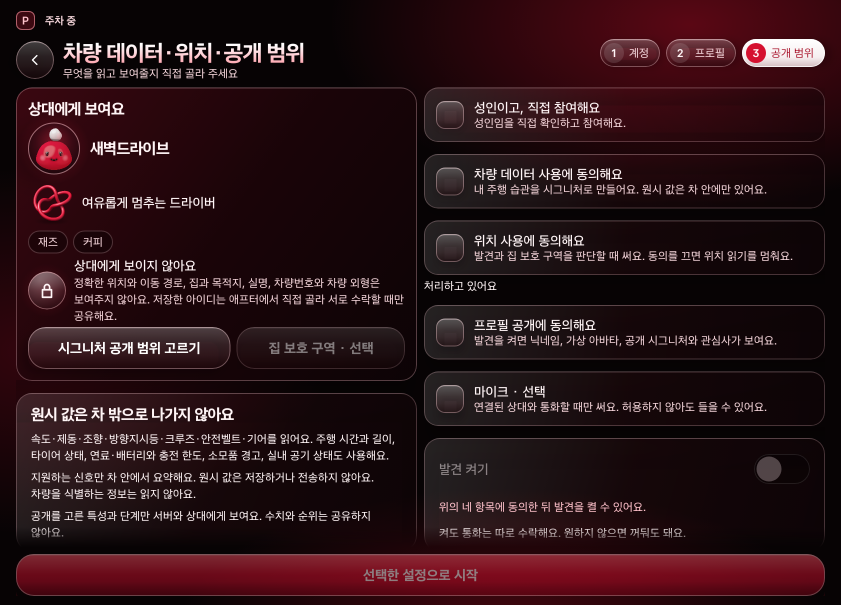 P 주차 중
차량 데이터·위치·공개 범위
무엇을 읽고 보여줄지 직접 골라 주세요
1 계정
2 프로필
3 공개 범위
상대에게 보여요
새벽드라이브
여유롭게 멈추는 드라이버
재즈
커피
상대에게 보이지 않아요
정확한 위치와 이동 경로, 집과 목적지, 실명, 차량번호와 차량 외형은
보여주지 않아요. 저장한 아이디는 애프터에서 직접 골라 서로 수락할 때만
공유해요.
시그니처 공개 범위 고르기
집 보호 구역 · 선택
원시 값은 차 밖으로 나가지 않아요
속도·제동·조향·방향지시등·크루즈·안전벨트·기어를 읽어요. 주행 시간과 길이,
타이어 상태, 연료·배터리와 충전 한도, 소모품 경고, 실내 공기 상태도 사용해요.
지원하는 신호만 차 안에서 요약해요. 원시 값은 저장하거나 전송하지 않아요.
차량을 식별하는 정보는 읽지 않아요.
공개를 고른 특성과 단계만 서버와 상대에게 보여요. 수치와 순위는 공유하지
않아요.
성인이고, 직접 참여해요
성인임을 직접 확인하고 참여해요.
차량 데이터 사용에 동의해요
내 주행 습관을 시그니처로 만들어요. 원시 값은 차 안에만 있어요.
위치 사용에 동의해요
발견과 집 보호 구역을 판단할 때 써요. 동의를 끄면 위치 읽기를 멈춰요.
처리하고 있어요
프로필 공개에 동의해요
발견을 켜면 닉네임, 가상 아바타, 공개 시그니처와 관심사가 보여요.
마이크 · 선택
연결된 상대와 통화할 때만 써요. 허용하지 않아도 들을 수 있어요.
발견 켜기
위의 네 항목에 동의한 뒤 발견을 켤 수 있어요.
켜도 통화는 따로 수락해요. 원하지 않으면 꺼둬도 돼요.
선택한 설정으로 시작